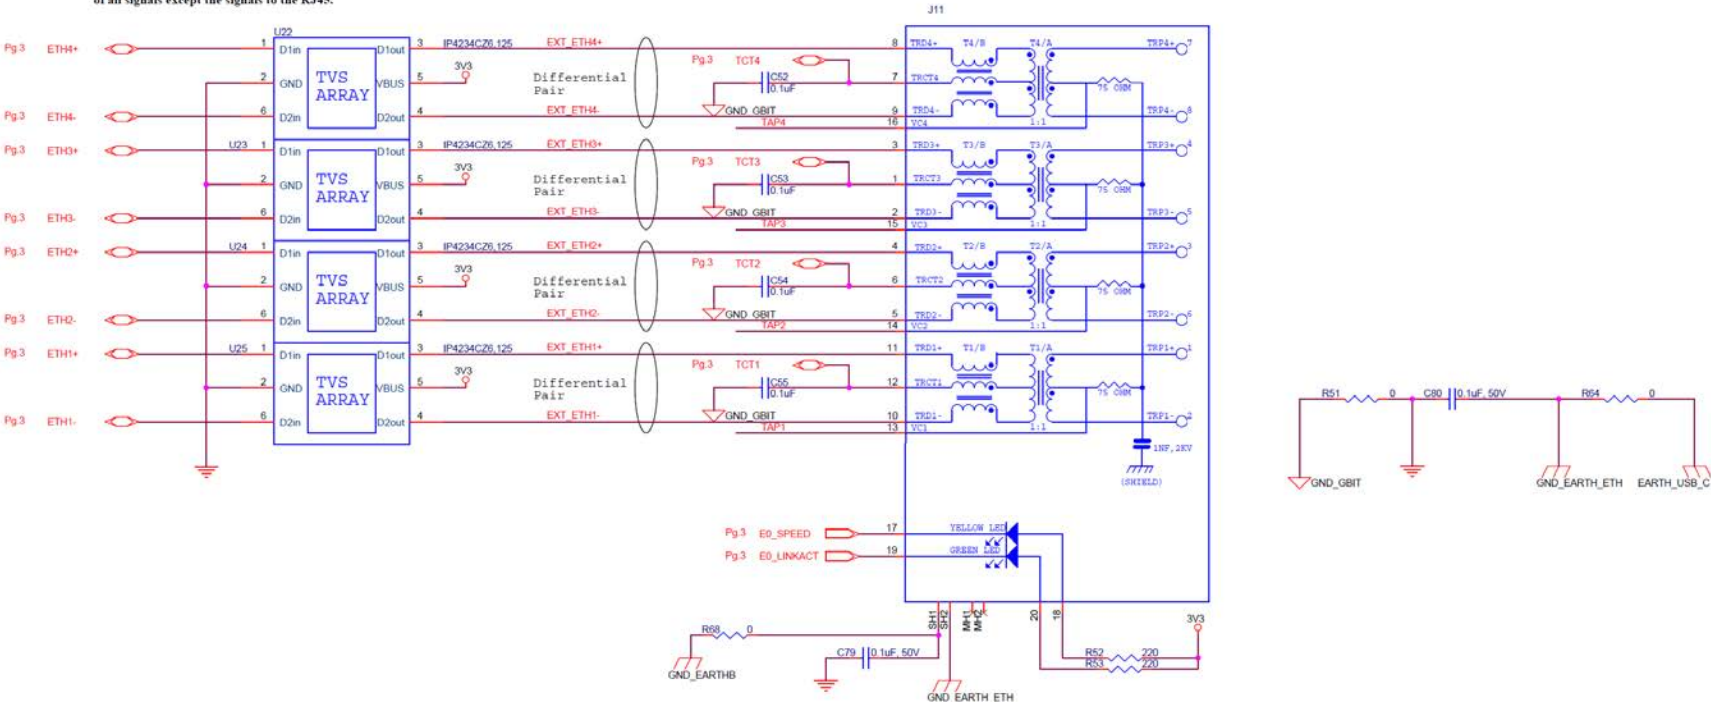 of all signals except the signals to the RJ45.
J11
U22
Pg.3 ETH4+ 1 D1in TVS ARRAY D1out 3 IP4234CZ6,125 EXT_ETH4+ 8 TRD4+ T4/B T4/A TRP4+ 7
3V3
2 GND VBUS 5 Differential Pair Pg.3 TCT4 C52 0.1uF 7 TRCT4 75 OHM
Pg.3 ETH4- 6 D2in D2out 4 EXT_ETH4- GND_GBIT 9 TRD4- 1:1 TRP4- 8
TAP4 16 VC4
Pg.3 ETH3+ U23 1 D1in TVS ARRAY D1out 3 IP4234CZ6,125 EXT_ETH3+ 3 TRD3+ T3/B T3/A TRP3+ 4
3V3
2 GND VBUS 5 Differential Pair Pg.3 TCT3 C53 0.1uF 1 TRCT3 75 OHM
Pg.3 ETH3- 6 D2in D2out 4 EXT_ETH3- GND_GBIT 2 TRD3- 1:1 TRP3- 5
TAP3 15 VC3
Pg.3 ETH2+ U24 1 D1in TVS ARRAY D1out 3 IP4234CZ6,125 EXT_ETH2+ 4 TRD2+ T2/B T2/A TRP2+ 3
3V3
2 GND VBUS 5 Differential Pair Pg.3 TCT2 C54 0.1uF 6 TRCT2 75 OHM
Pg.3 ETH2- 6 D2in D2out 4 EXT_ETH2- GND_GBIT 5 TRD2- 1:1 TRP2- 6
TAP2 14 VC2
Pg.3 ETH1+ U25 1 D1in TVS ARRAY D1out 3 IP4234CZ6,125 EXT_ETH1+ 11 TRD1+ T1/B T1/A TRP1+ 1
3V3
2 GND VBUS 5 Differential Pair Pg.3 TCT1 C55 0.1uF 12 TRCT1 75 OHM
Pg.3 ETH1- 6 D2in D2out 4 EXT_ETH1- GND_GBIT 10 TRD1- 1:1 TRP1- 2
TAP1 13 VC1
1NF,2KV
(SHIELD)
R51 0 C80 0.1uF, 50V R64 0
GND_GBIT GND_EARTH_ETH EARTH_USB_C
Pg.3 E0_SPEED 17 YELLOW LED
Pg.3 E0_LINKACT 19 GREEN LED
SH1 SH2 MH1 MH2 20 18
3V3
R68 0
C79 0.1uF, 50V
R52 220
R53 220
GND_EARTHB
GND_EARTH_ETH